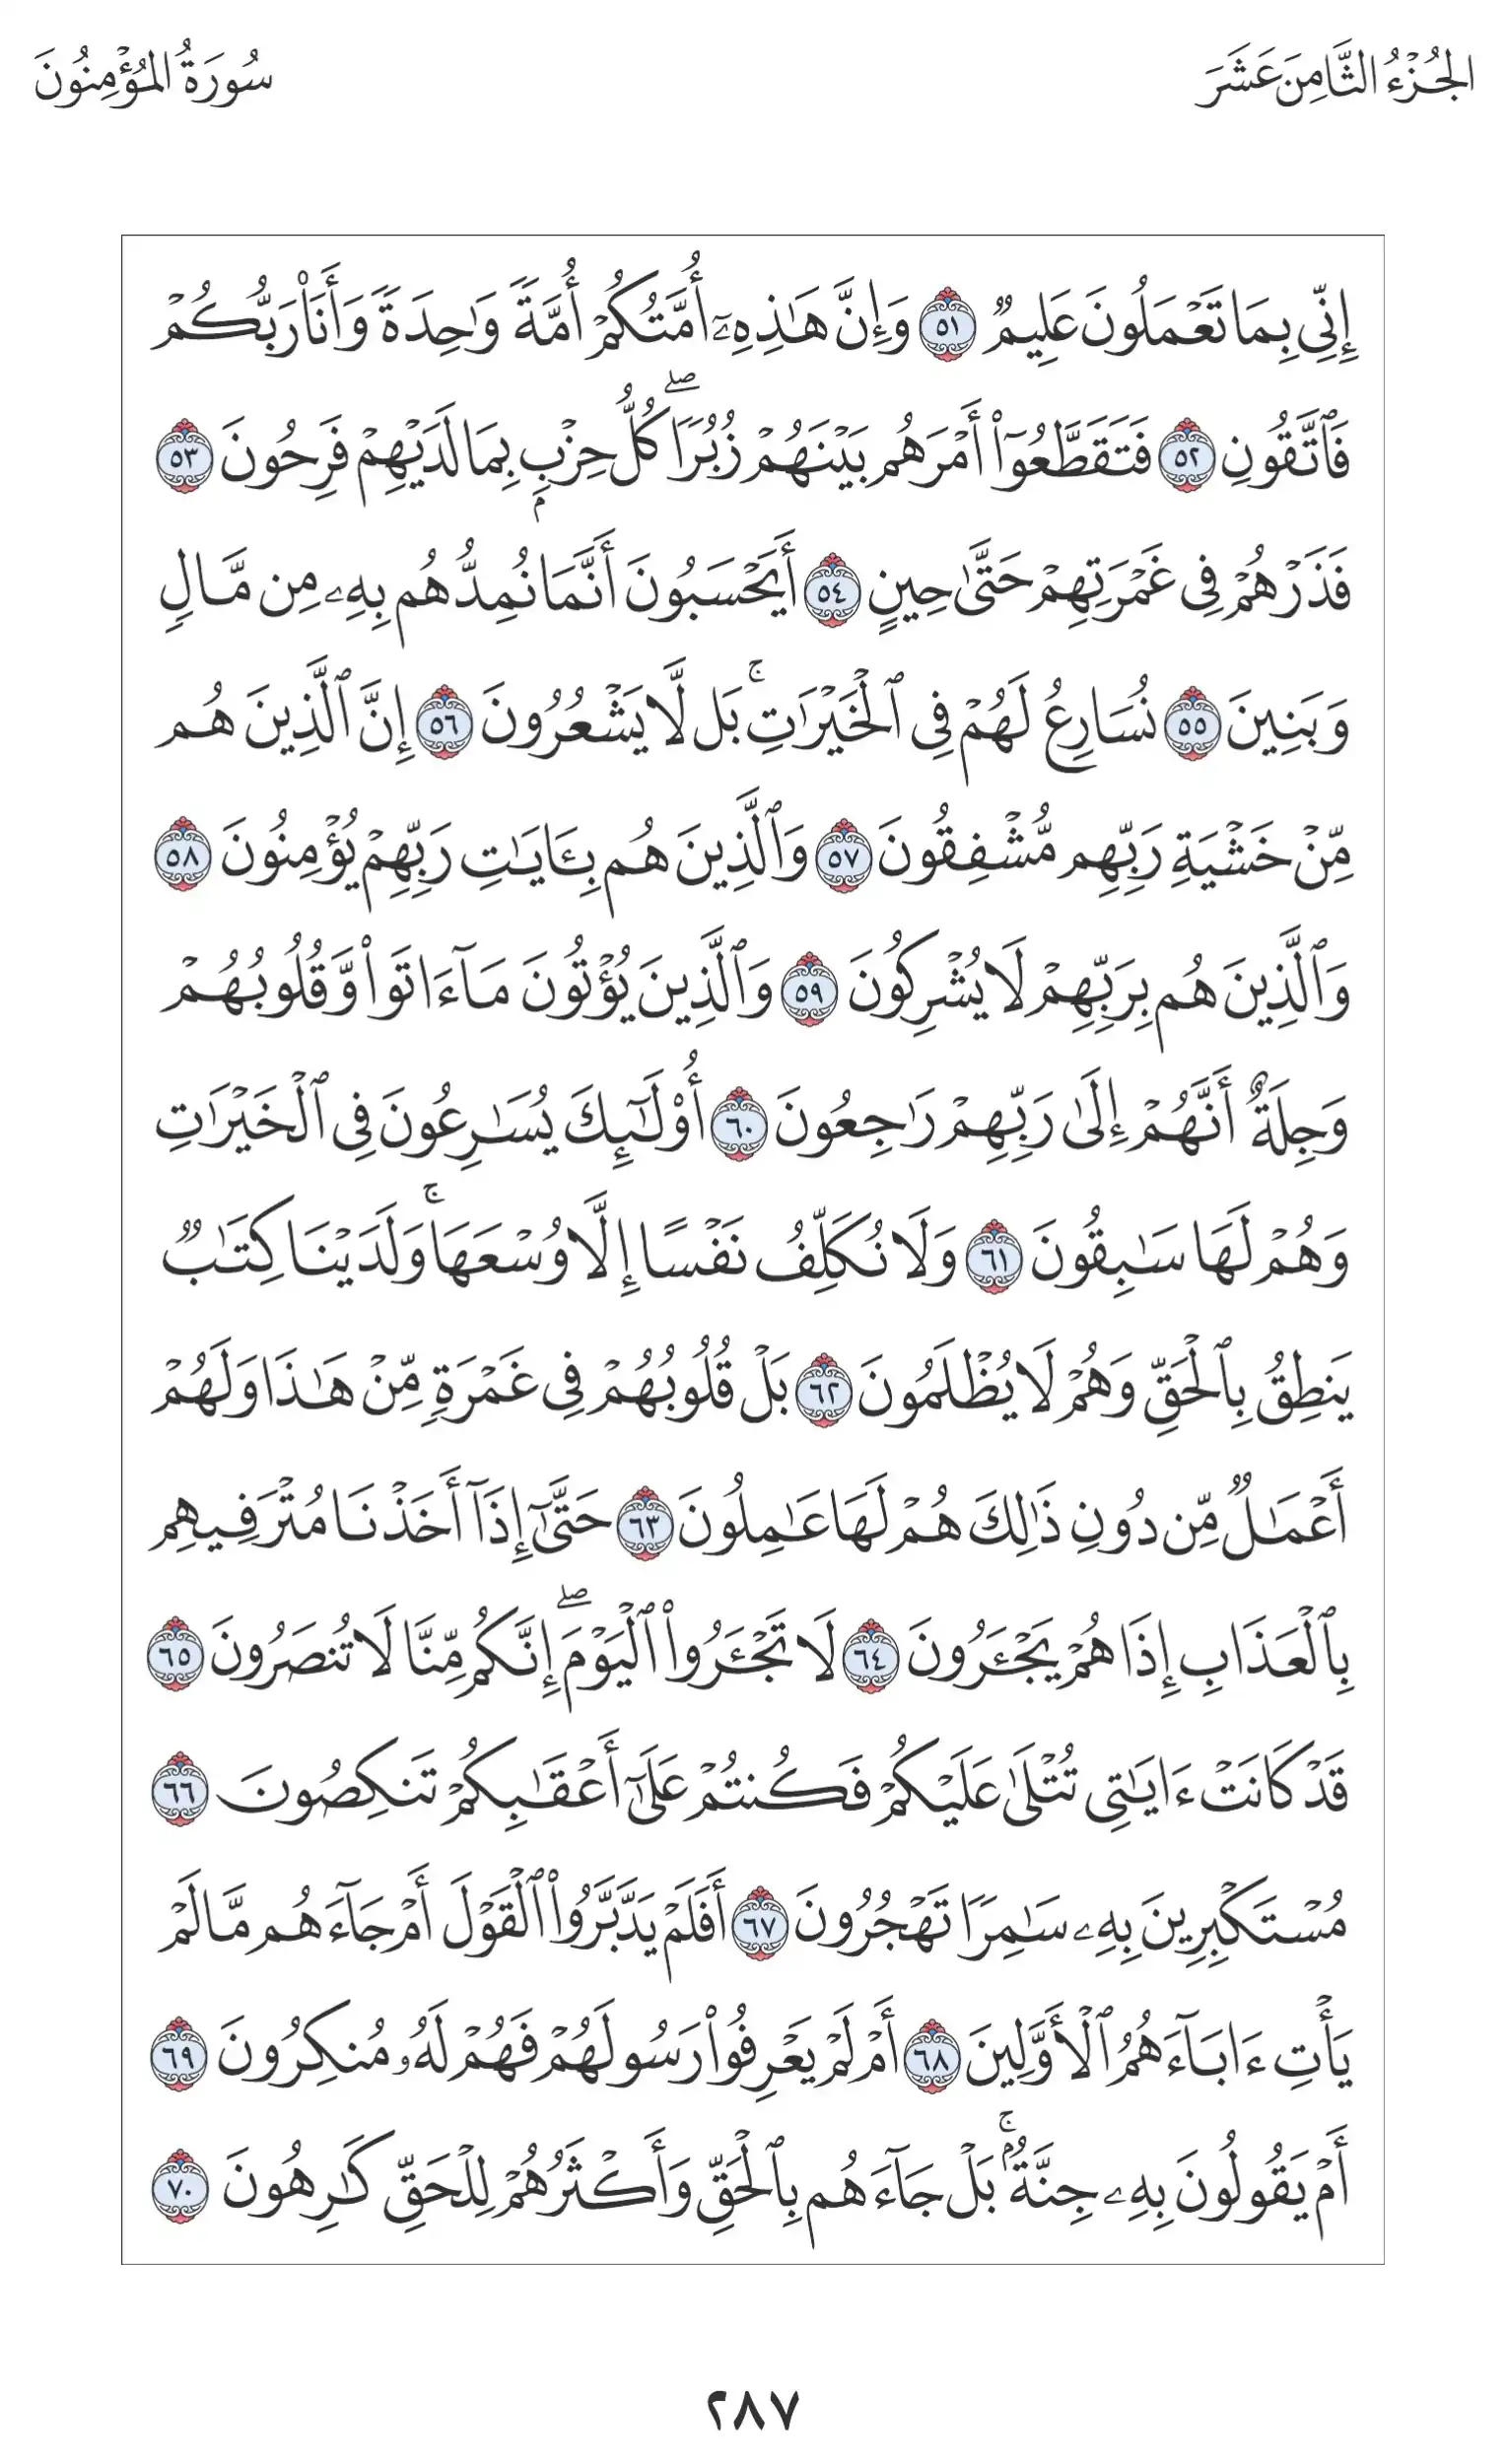 الجُزْءُ الثَّامِنَ عَشَرَ
سُورَةُ المُؤْمِنُونَ
إِنِّى بِمَا تَعْمَلُونَ عَلِيمٌ ٥١ وَإِنَّ هَـٰذِهِۦٓ أُمَّتُكُمْ أُمَّةً وَٰحِدَةً وَأَنَا۠ رَبُّكُمْ
فَٱتَّقُونِ ٥٢ فَتَقَطَّعُوٓا۟ أَمْرَهُم بَيْنَهُمْ زُبُرًا ۖ كُلُّ حِزْبٍۭ بِمَا لَدَيْهِمْ فَرِحُونَ ٥٣
فَذَرْهُمْ فِى غَمْرَتِهِمْ حَتَّىٰ حِينٍ ٥٤ أَيَحْسَبُونَ أَنَّمَا نُمِدُّهُم بِهِۦ مِن مَّالٍ
وَبَنِينَ ٥٥ نُسَارِعُ لَهُمْ فِى ٱلْخَيْرَٰتِ ۚ بَل لَّا يَشْعُرُونَ ٥٦ إِنَّ ٱلَّذِينَ هُم
مِّنْ خَشْيَةِ رَبِّهِم مُّشْفِقُونَ ٥٧ وَٱلَّذِينَ هُم بِـَٔايَـٰتِ رَبِّهِمْ يُؤْمِنُونَ ٥٨
وَٱلَّذِينَ هُم بِرَبِّهِمْ لَا يُشْرِكُونَ ٥٩ وَٱلَّذِينَ يُؤْتُونَ مَآ ءَاتَوا۟ وَّقُلُوبُهُمْ
وَجِلَةٌ أَنَّهُمْ إِلَىٰ رَبِّهِمْ رَٰجِعُونَ ٦٠ أُو۟لَـٰٓئِكَ يُسَـٰرِعُونَ فِى ٱلْخَيْرَٰتِ
وَهُمْ لَهَا سَـٰبِقُونَ ٦١ وَلَا نُكَلِّفُ نَفْسًا إِلَّا وُسْعَهَا ۚ وَلَدَيْنَا كِتَـٰبٌ
يَنطِقُ بِٱلْحَقِّ وَهُمْ لَا يُظْلَمُونَ ٦٢ بَلْ قُلُوبُهُمْ فِى غَمْرَةٍ مِّنْ هَـٰذَا وَلَهُمْ
أَعْمَـٰلٌ مِّن دُونِ ذَٰلِكَ هُمْ لَهَا عَـٰمِلُونَ ٦٣ حَتَّىٰٓ إِذَآ أَخَذْنَا مُتْرَفِيهِم
بِٱلْعَذَابِ إِذَا هُمْ يَجْـَٔرُونَ ٦٤ لَا تَجْـَٔرُوا۟ ٱلْيَوْمَ ۖ إِنَّكُم مِّنَّا لَا تُنصَرُونَ ٦٥
قَدْ كَانَتْ ءَايَـٰتِى تُتْلَىٰ عَلَيْكُمْ فَكُنتُمْ عَلَىٰٓ أَعْقَـٰبِكُمْ تَنكِصُونَ ٦٦
مُسْتَكْبِرِينَ بِهِۦ سَـٰمِرًا تَهْجُرُونَ ٦٧ أَفَلَمْ يَدَّبَّرُوا۟ ٱلْقَوْلَ أَمْ جَآءَهُم مَّا لَمْ
يَأْتِ ءَابَآءَهُمُ ٱلْأَوَّلِينَ ٦٨ أَمْ لَمْ يَعْرِفُوا۟ رَسُولَهُمْ فَهُمْ لَهُۥ مُنكِرُونَ ٦٩
أَمْ يَقُولُونَ بِهِۦ جِنَّةٌۢ ۚ بَلْ جَآءَهُم بِٱلْحَقِّ وَأَكْثَرُهُمْ لِلْحَقِّ كَـٰرِهُونَ ٧٠
٢٨٧